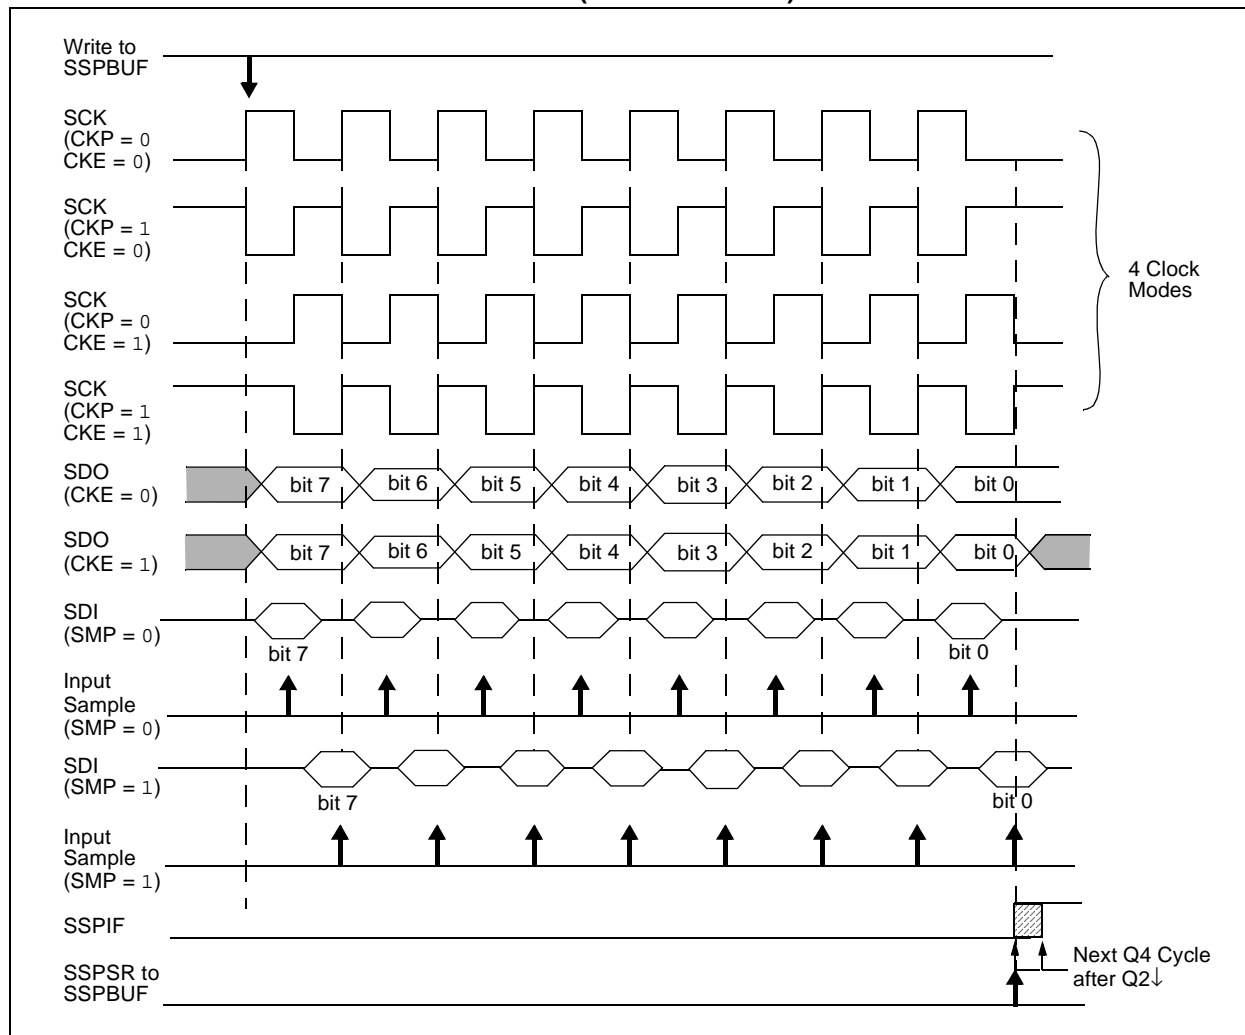 Write to
SSPBUF
SCK
(CKP = 0
CKE = 0)
SCK
(CKP = 1
CKE = 0)
4 Clock
Modes
SCK
(CKP = 0
CKE = 1)
SCK
(CKP = 1
CKE = 1)
SDO
(CKE = 0)
bit 7 bit 6 bit 5 bit 4 bit 3 bit 2 bit 1 bit 0
SDO
(CKE = 1)
bit 7 bit 6 bit 5 bit 4 bit 3 bit 2 bit 1 bit 0
SDI
(SMP = 0)
bit 7 bit 0
Input
Sample
(SMP = 0)
SDI
(SMP = 1)
bit 7 bit 0
Input
Sample
(SMP = 1)
SSPIF
Next Q4 Cycle
after Q2↓
SSPSR to
SSPBUF